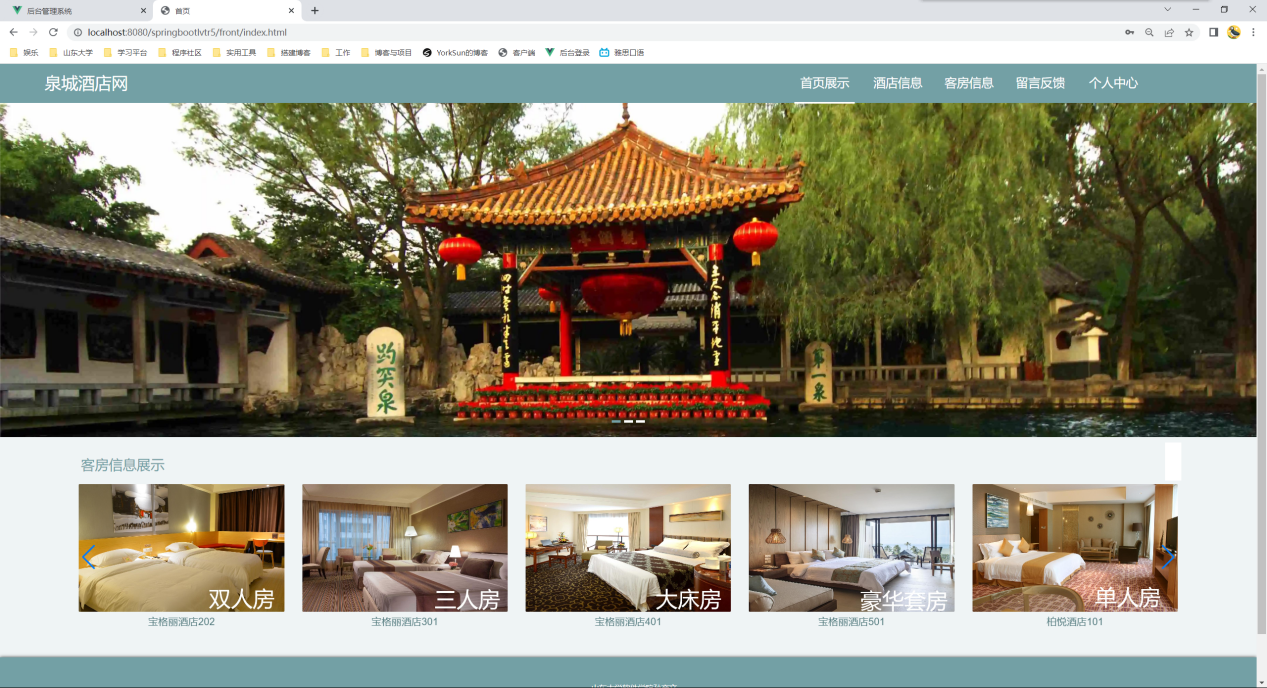 后台管理系统
首页
localhost:8080/springbootlvtr5/front/index.html
娱乐 山东大学 学习平台 程序社区 实用工具 搭建博客 工作 博客与项目 YorkSun的博客 客户端 后台登录 雅思口语
泉城酒店网 首页展示 酒店信息 客房信息 留言反馈 个人中心
趵突泉
第一泉
客房信息展示
双人房 三人房 大床房 豪华套房 单人房
宝格丽酒店202 宝格丽酒店301 宝格丽酒店401 宝格丽酒店501 柏悦酒店101